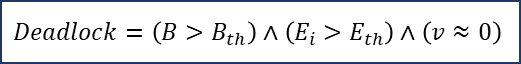 Deadlock = (B > B_th) ∧ (E_i > E_th) ∧ (v ≈ 0)